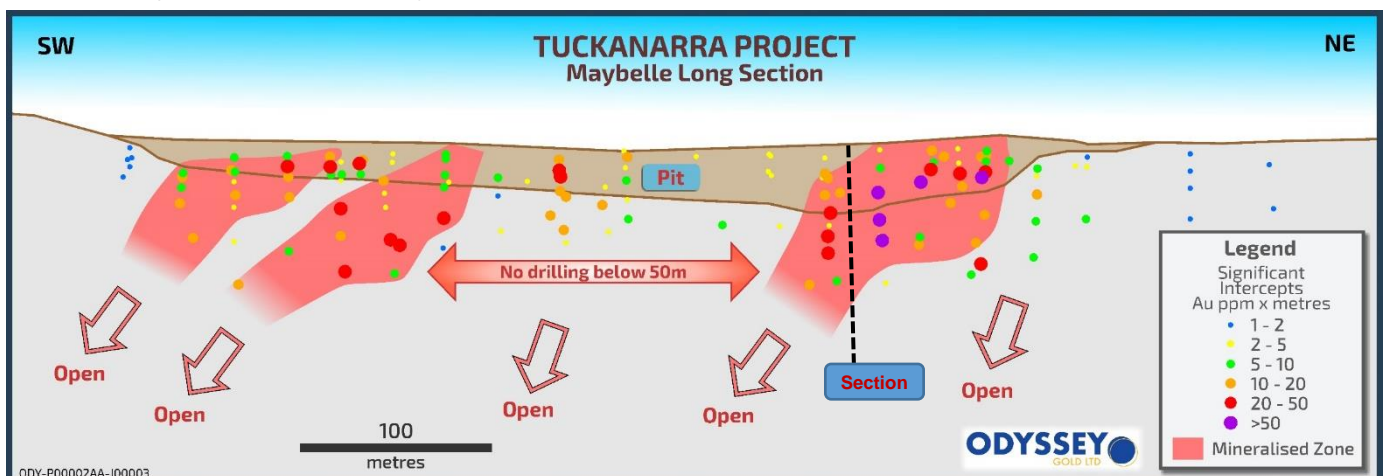 SW
TUCKANARRA PROJECT
NE
Maybelle Long Section
Pit
No drilling below 50m
Open
Open
Open
Open
Open
Section
100
metres
Legend
Significant
Intercepts
Au ppm x metres
1 - 2
2 - 5
5 - 10
10 - 20
20 - 50
>50
Mineralised Zone
ODYSSEY
GOLD LTD
ODY-P00002AA-J00003